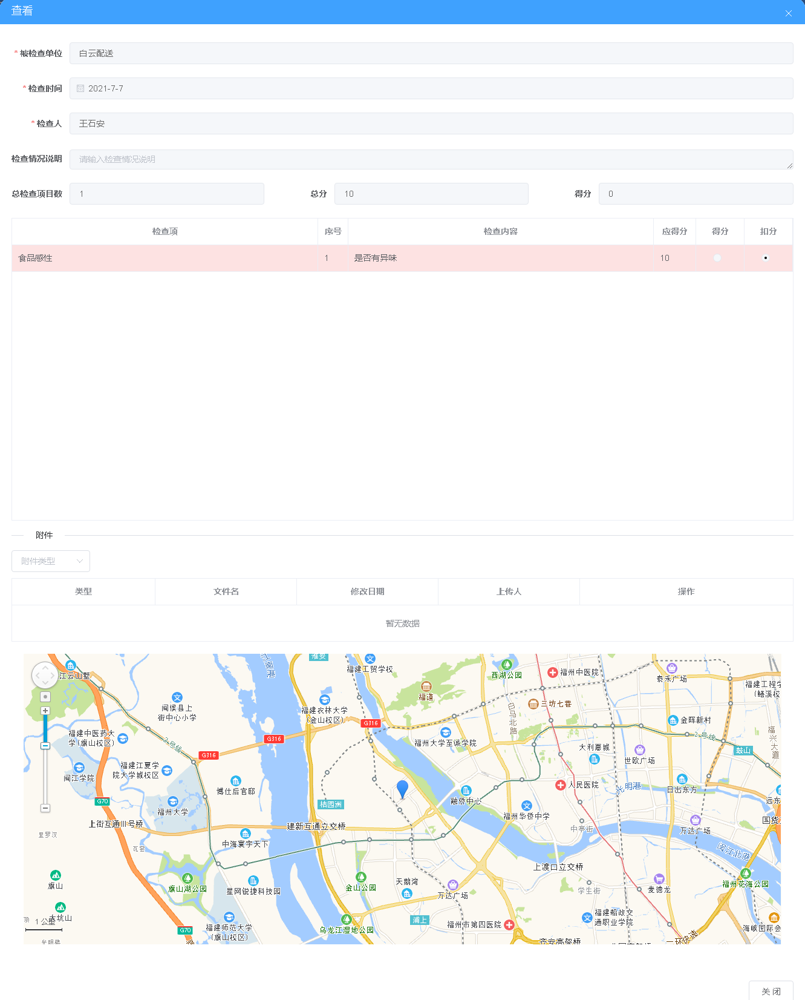 查看
* 被检查单位 白云配送
* 检查时间 2021-7-7
* 检查人 王石安
检查情况说明 请输入检查情况说明
总检查项目数 1 总分 10 得分 0
检查项 序号 检查内容 应得分 得分 扣分
食品感性 1 是否有异味 10
附件
附件类型
类型 文件名 修改日期 上传人 操作
暂无数据
淮安
江南港
福建工贸学校
西湖公园
福州中医院
泰禾广场
江云山墅
福建工程学
(鳝溪校
福道
三坊七巷
闽侯县上
街中心小学
福建农林大学
(金山校区)
白马北路
金晖新村
G316
福建中医药大
学(旗山校区)
2号线
G316
福州大学至诚学院
大利嘉城
2号线
福兴大道
鼓山
G316
世欧广场
福建江夏学
院大学城校区
闽江学院
博仕后官邸
人民医院
光明港
日出东方
G70
桔园洲
融侨中心
远东
福州大学
福州华侨中学
国货
上街互通III号桥
建新互通立交桥
中亭街
万达广场
里罗汉
中海寰宇天下
瓦窑
闽江北港
上渡口立交桥
旗山
旗山湖公园
星网锐捷科技园
金山公园
天鹅湾
万达广场
学生街
麦德龙
福州花海公园
大坑山
顶
1 公里
浦上
福州市第四医院
福建船政交
通职业学院
G70
福建师范大学
(旗山校区)
乌龙江湿地公园
海峡国际会
光明楼
齐安高架桥
二环快速
关 闭